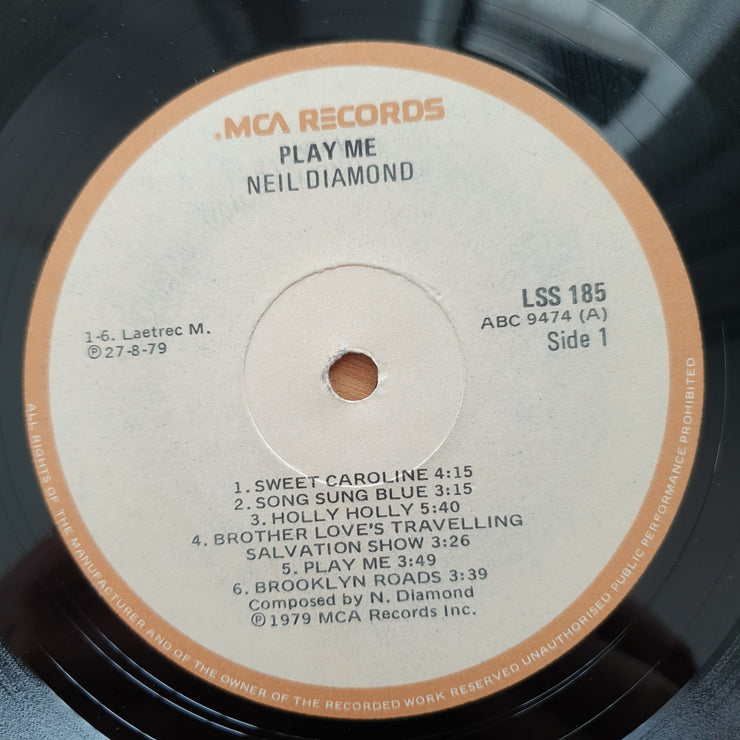 MCA RECORDS
PLAY ME
NEIL DIAMOND
LSS 185
ABC 9474 (A)
Side 1
1-6. Laetrec M.
℗ 27-8-79
1. SWEET CAROLINE 4:15
2. SONG SUNG BLUE 3:15
3. HOLLY HOLLY 5:40
4. BROTHER LOVE'S TRAVELLING
SALVATION SHOW 3:26
5. PLAY ME 3:49
6. BROOKLYN ROADS 3:39
Composed by N. Diamond
℗ 1979 MCA Records Inc.
ALL RIGHTS OF THE MANUFACTURER AND OF THE OWNER OF THE RECORDED WORK RESERVED UNAUTHORISED PUBLIC PERFORMANCE PROHIBITED